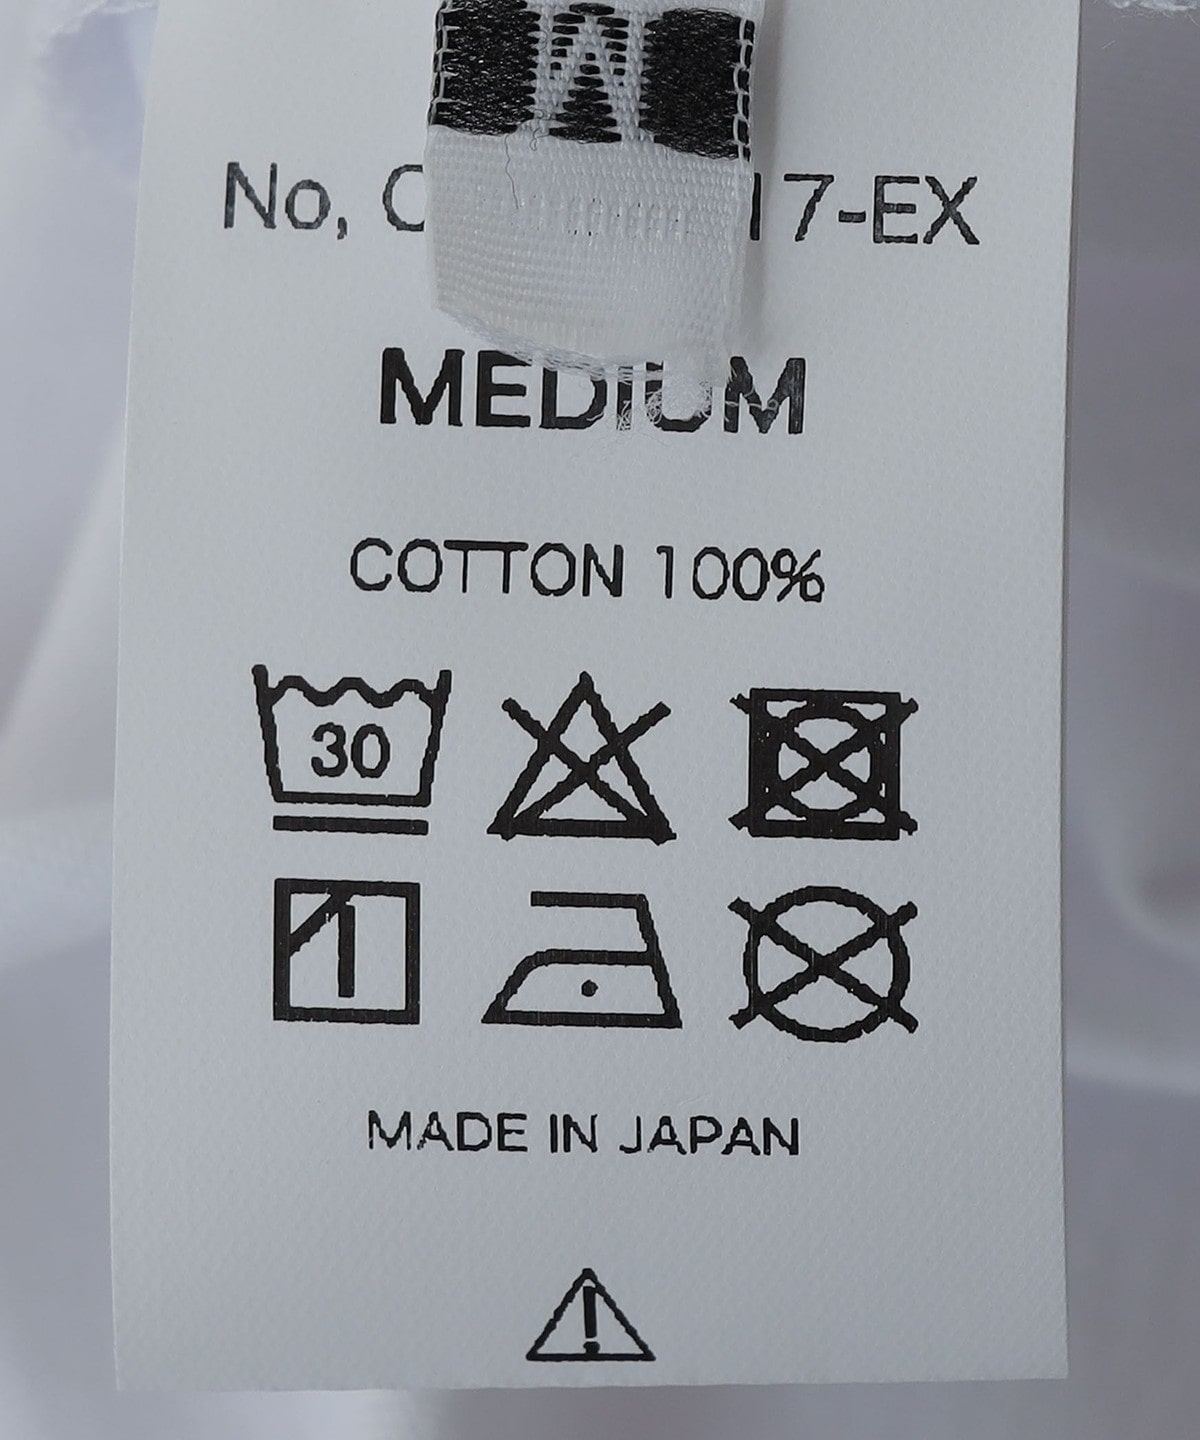 M
No,
17-EX
MEDIUM
COTTON 100%
30
MADE IN JAPAN
!